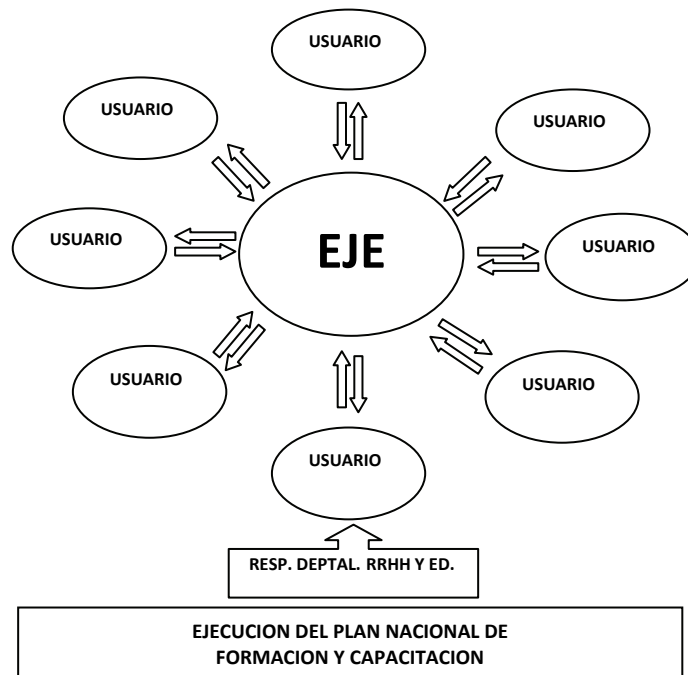 USUARIO
USUARIO
USUARIO
EJE
USUARIO
USUARIO
USUARIO
USUARIO
USUARIO
RESP. DEPTAL. RRHH Y ED.
EJECUCION DEL PLAN NACIONAL DE
FORMACION Y CAPACITACION